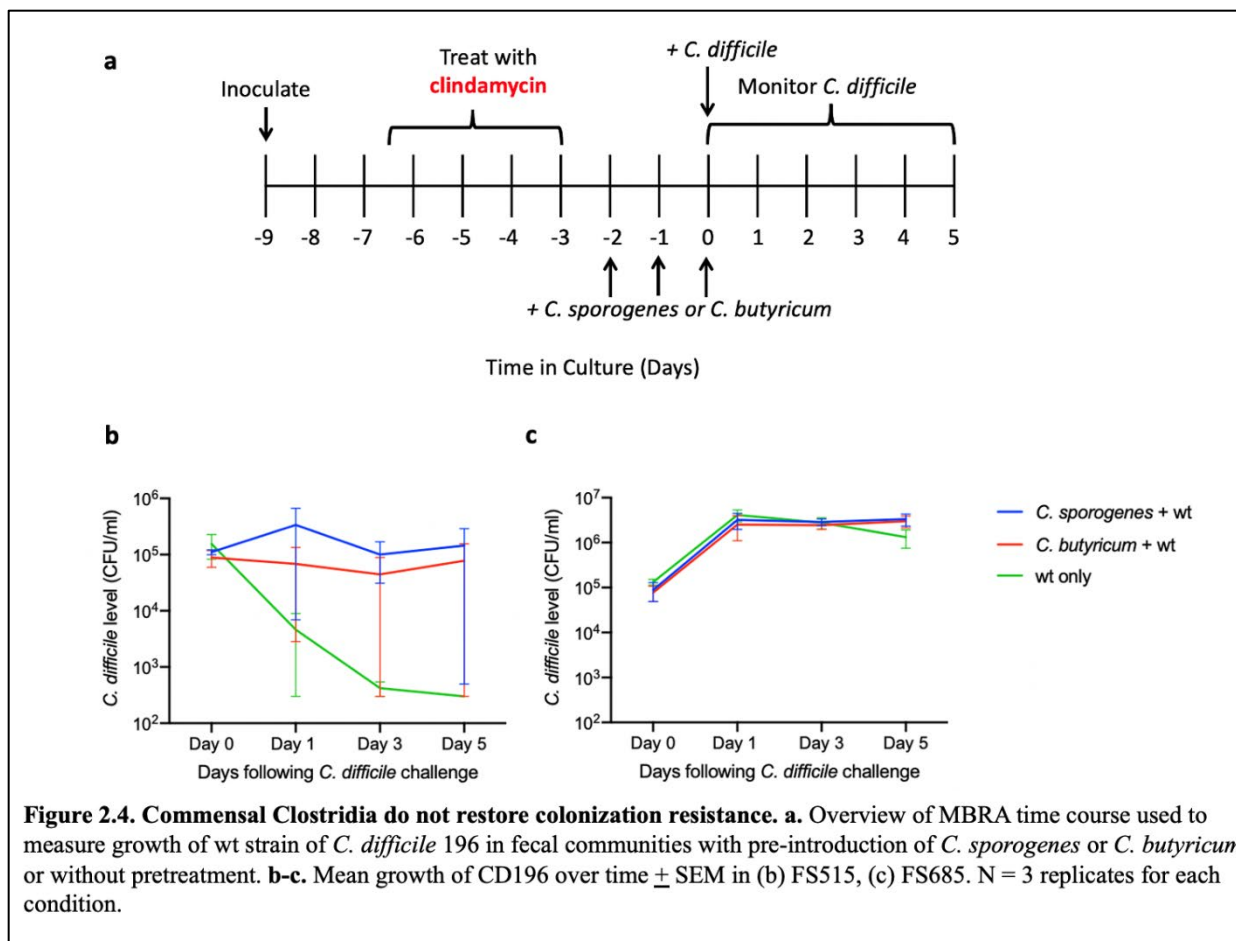 a
Inoculate
Treat with
clindamycin
+ C. difficile
Monitor C. difficile
-9 -8 -7 -6 -5 -4 -3 -2 -1 0 1 2 3 4 5
+ C. sporogenes or C. butyricum
Time in Culture (Days)
b
C. difficile level (CFU/ml)
10^6
10^5
10^4
10^3
10^2
Day 0 Day 1 Day 3 Day 5
Days following C. difficile challenge
c
C. difficile level (CFU/ml)
10^7
10^6
10^5
10^4
10^3
10^2
Day 0 Day 1 Day 3 Day 5
Days following C. difficile challenge
C. sporogenes + wt
C. butyricum + wt
wt only
Figure 2.4. Commensal Clostridia do not restore colonization resistance. a. Overview of MBRA time course used to
measure growth of wt strain of C. difficile 196 in fecal communities with pre-introduction of C. sporogenes or C. butyricum
or without pretreatment. b-c. Mean growth of CD196 over time ± SEM in (b) FS515, (c) FS685. N = 3 replicates for each
condition.